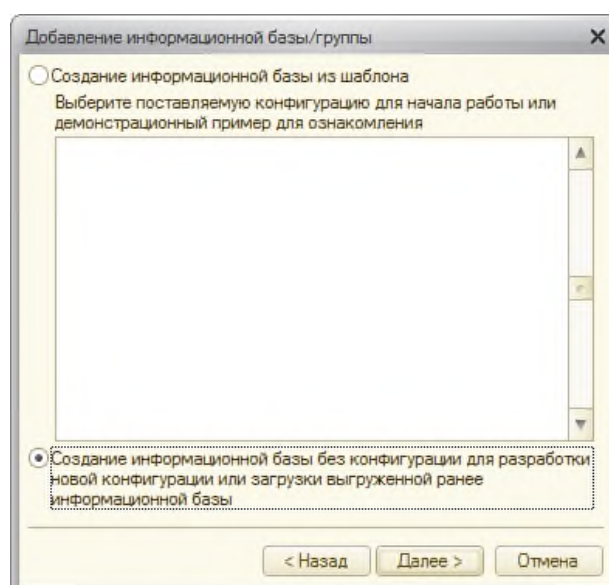 Добавление информационной базы/группы
Создание информационной базы из шаблона
Выберите поставляемую конфигурацию для начала работы или
демонстрационный пример для ознакомления
Создание информационной базы без конфигурации для разработки
новой конфигурации или загрузки выгруженной ранее
информационной базы
< Назад Далее > Отмена